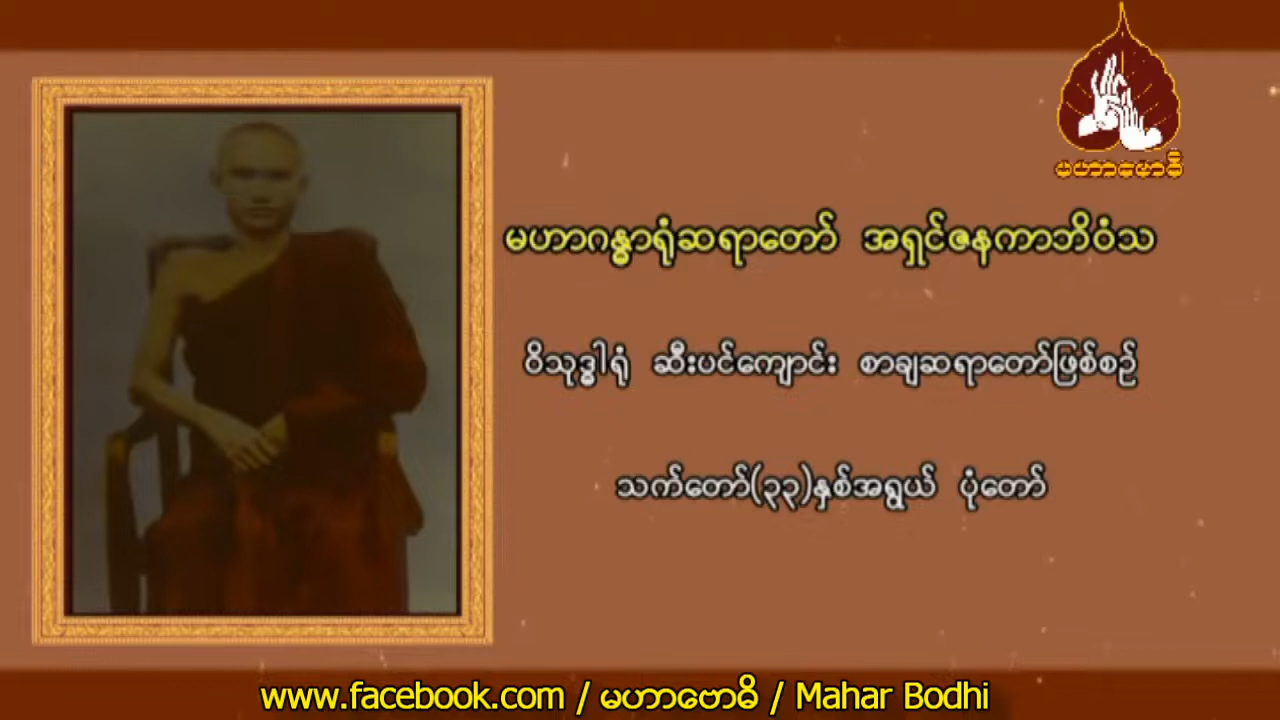 မဟာဗောဓိ
မဟာဂန္ဓာရုံဆရာတော် အရှင်ဇနကာဘိဝံသ
ဝိသုဒ္ဓါရုံ ဆီးပင်ကျောင်း စာချဆရာတော်ဖြစ်စဉ်
သက်တော်(၃၃)နှစ်အရွယ် ပုံတော်
www.facebook.com / မဟာဗောဓိ / Mahar Bodhi